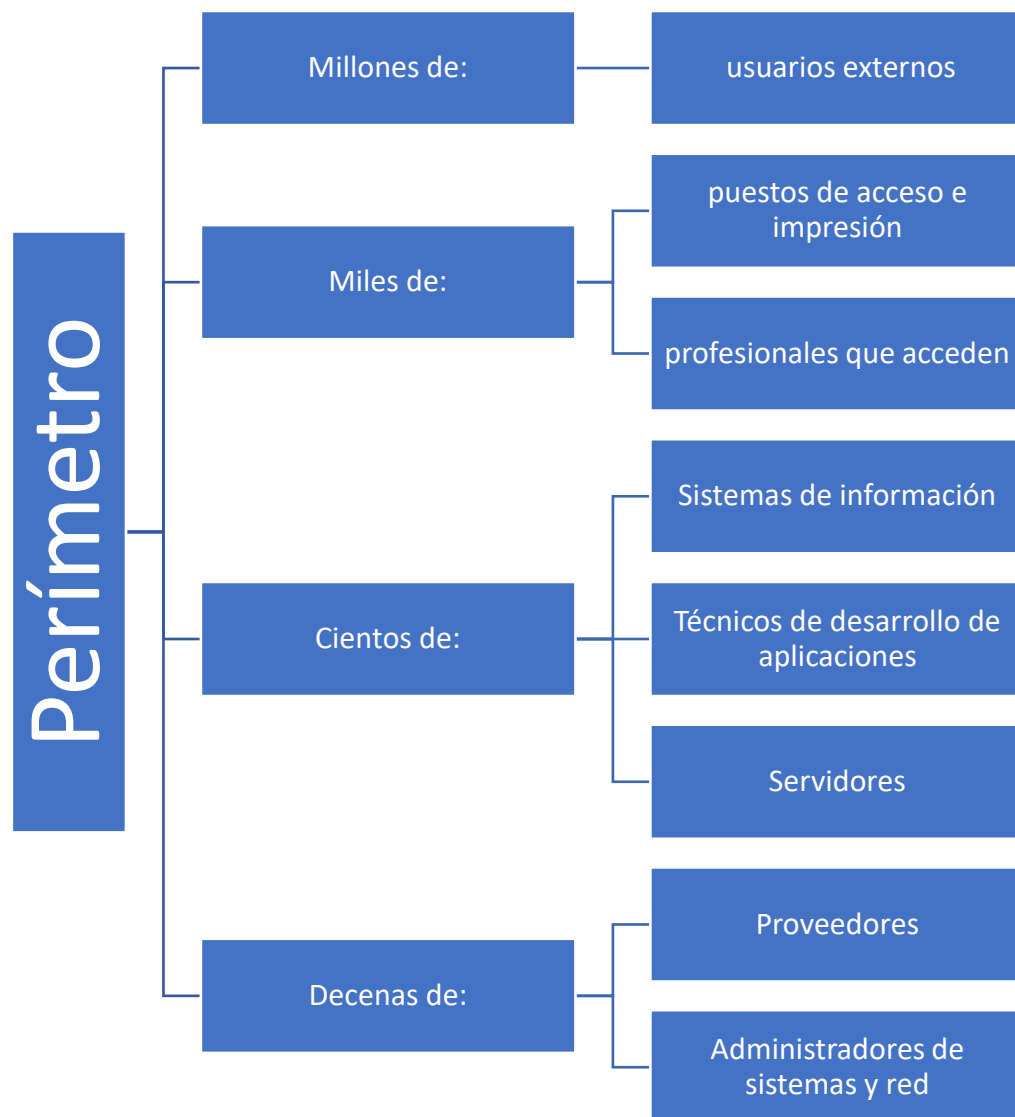 Perímetro
Millones de:
usuarios externos
Miles de:
puestos de acceso e
impresión
profesionales que acceden
Cientos de:
Sistemas de información
Técnicos de desarrollo de
aplicaciones
Servidores
Decenas de:
Proveedores
Administradores de
sistemas y red